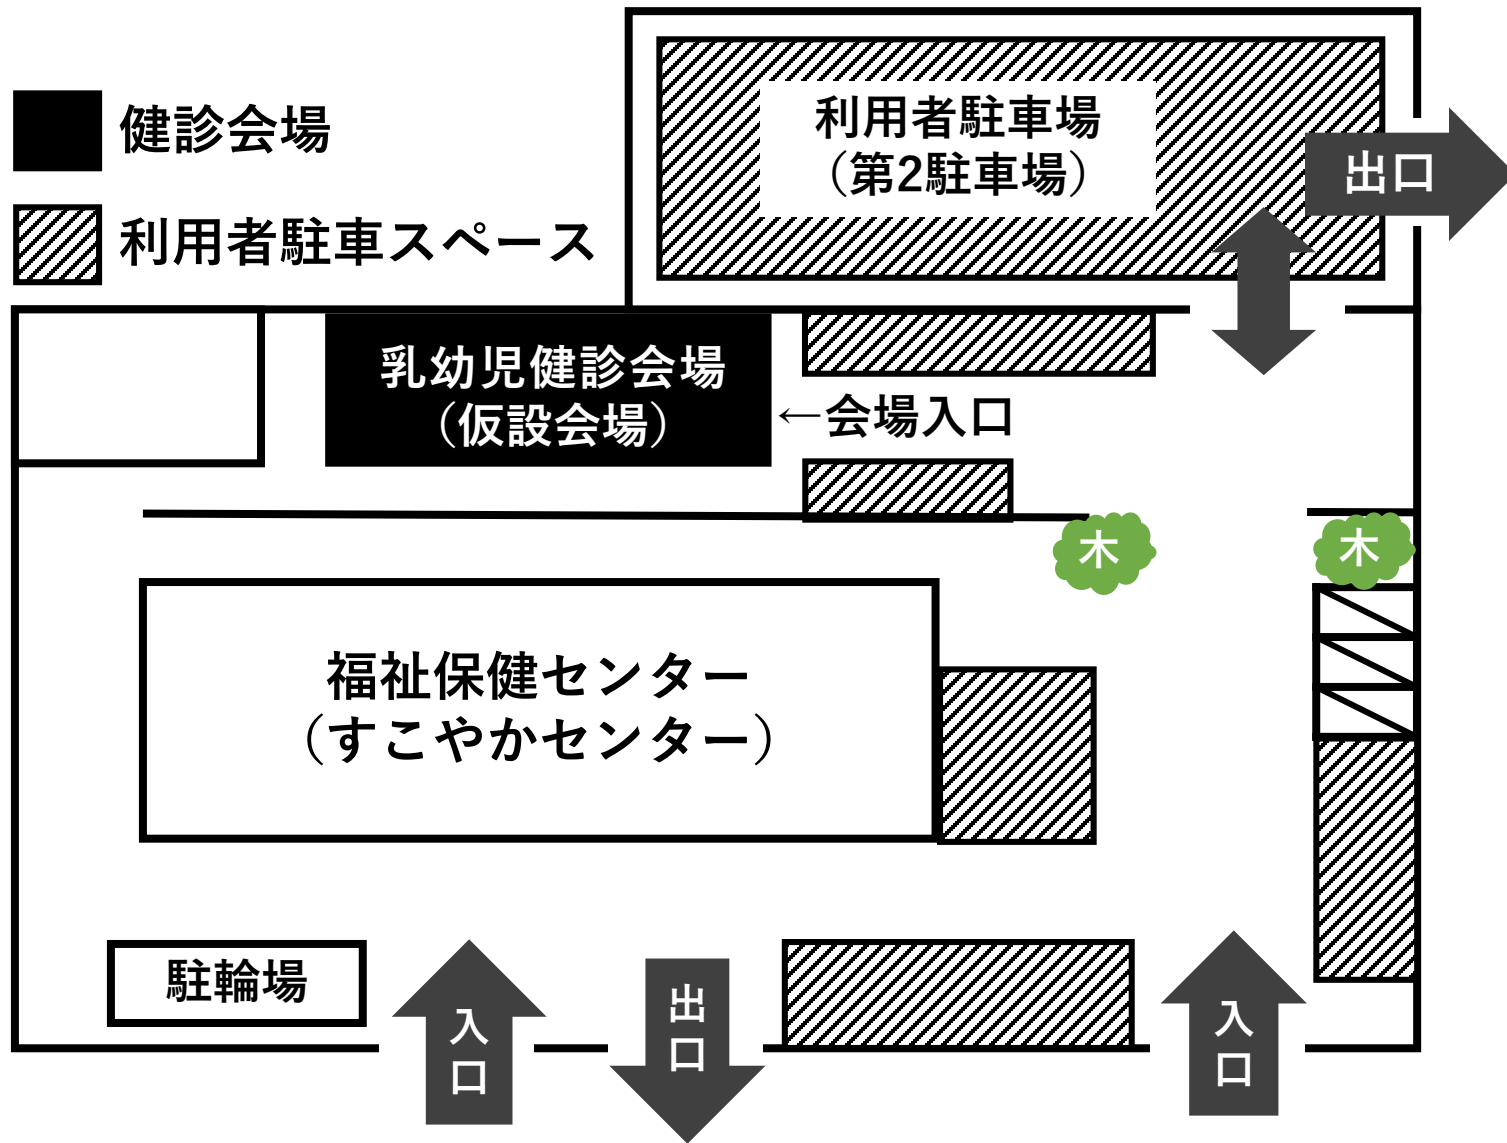 健診会場
利用者駐車スペース
利用者駐車場
（第2駐車場）
出口
乳幼児健診会場
（仮設会場）
←会場入口
木
木
福祉保健センター
（すこやかセンター）
駐輪場
入口
出口
入口